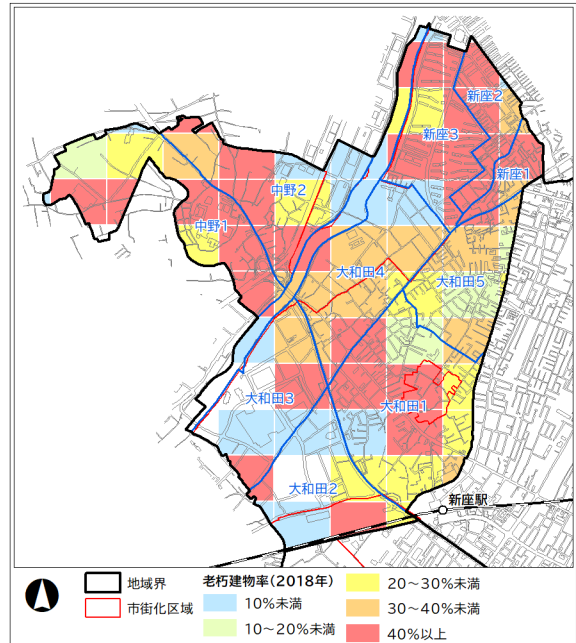 新座2
新座3
新座1
中野2
中野1
大和田4
大和田5
大和田3
大和田1
大和田2
新座駅
地域界
市街化区域
老朽建物率(2018年)
10%未満
10～20%未満
20～30%未満
30～40%未満
40%以上